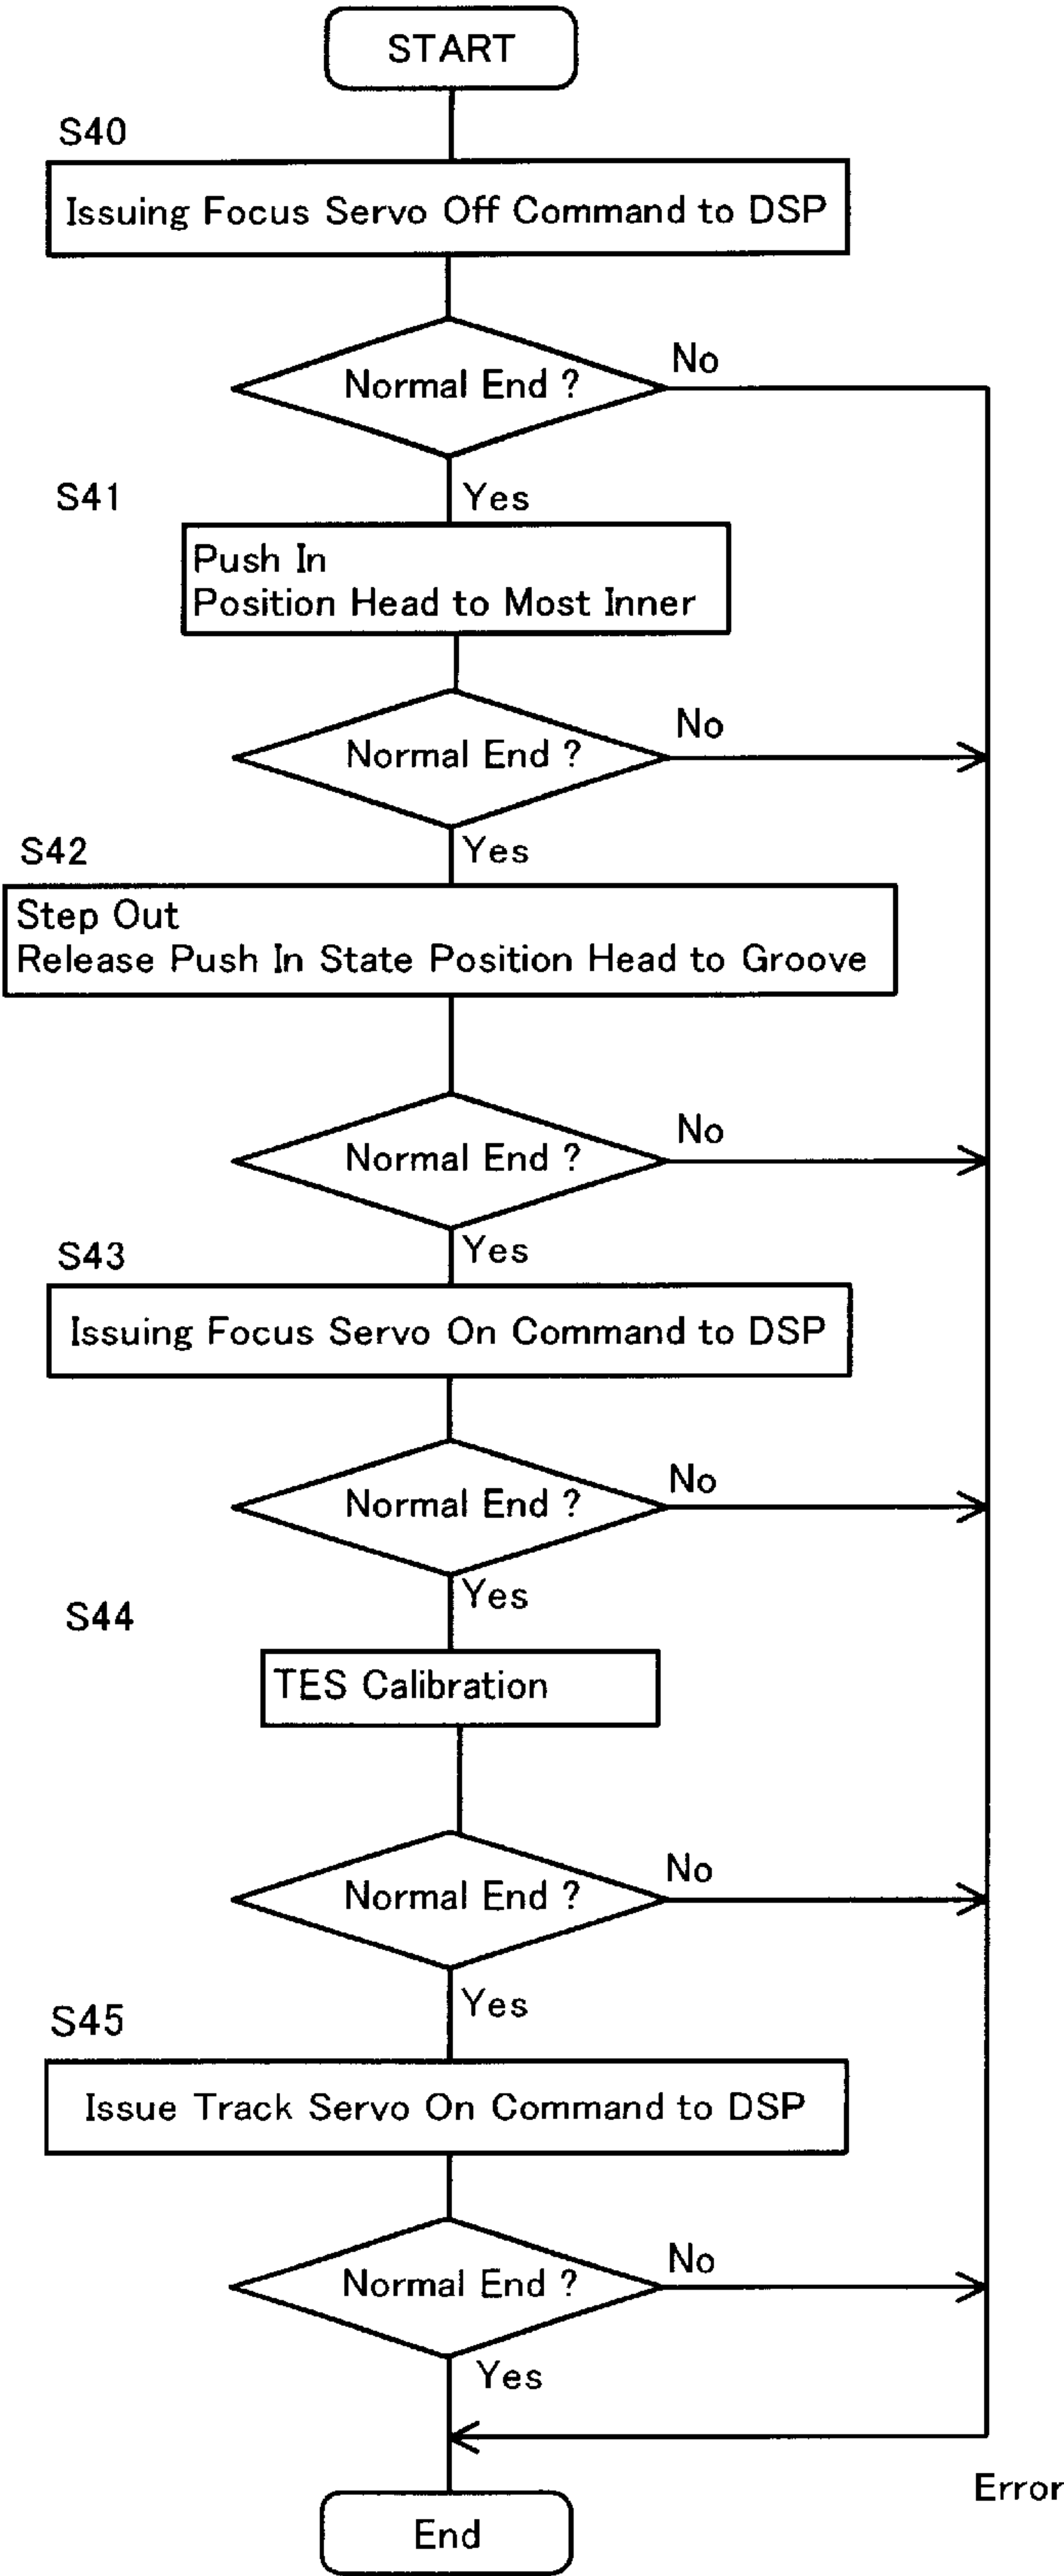 START
S40
Issuing Focus Servo Off Command to DSP
Normal End ?
No
Yes
S41
Push In
Position Head to Most Inner
Normal End ?
No
Yes
S42
Step Out
Release Push In State Position Head to Groove
Normal End ?
No
Yes
S43
Issuing Focus Servo On Command to DSP
Normal End ?
No
Yes
S44
TES Calibration
Normal End ?
No
Yes
S45
Issue Track Servo On Command to DSP
Normal End ?
No
Yes
Error
End